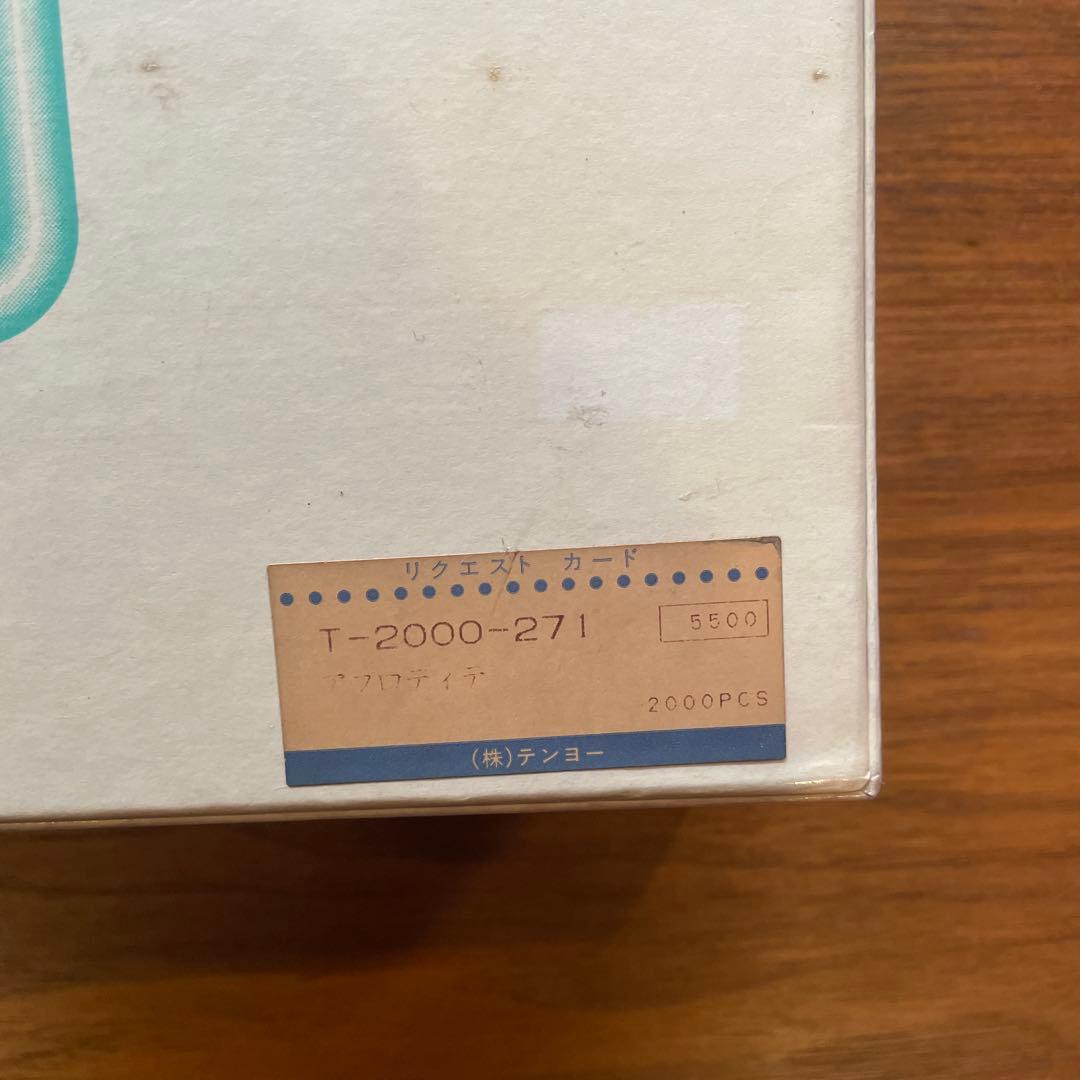 リクエスト カード
T-2000-271
5500
アフロディテ
2000PCS
(株)テンヨー